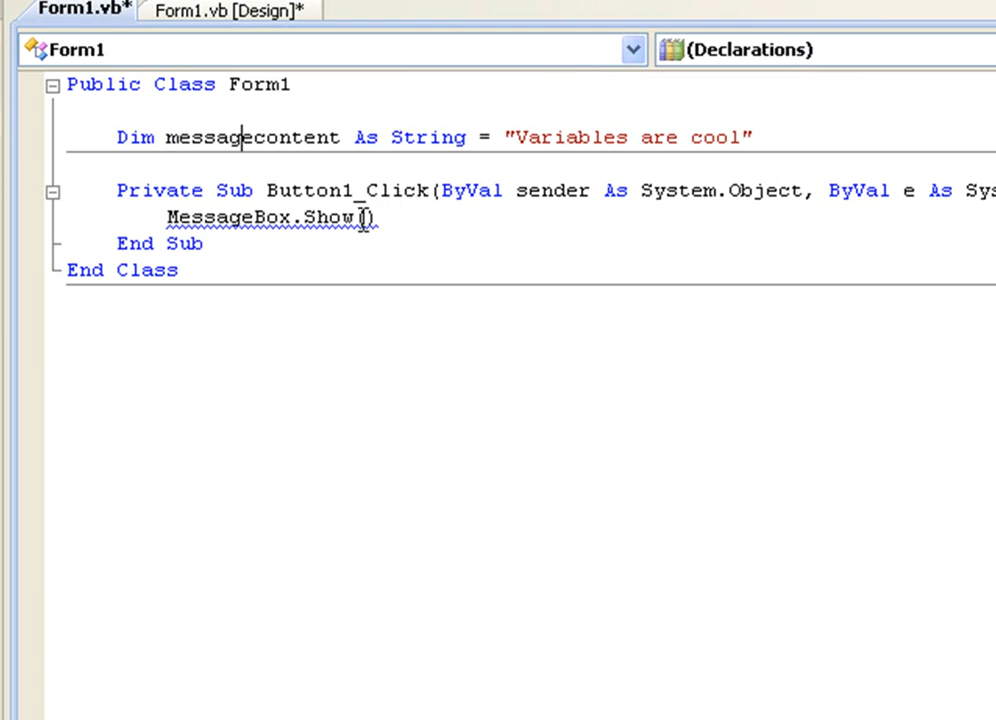 Form1.vb* Form1.vb [Design]*
Form1 (Declarations)
Public Class Form1
Dim messagecontent As String = "Variables are cool"
Private Sub Button1_Click(ByVal sender As System.Object, ByVal e As Sys
MessageBox.Show()
End Sub
End Class